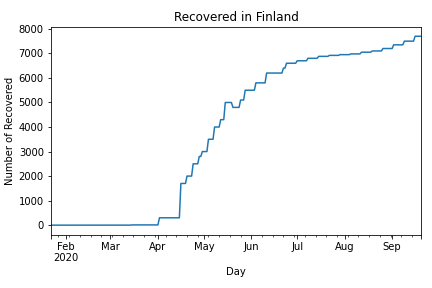 Recovered in Finland
Number of Recovered
8000
7000
6000
5000
4000
3000
2000
1000
0
Feb Mar Apr May Jun Jul Aug Sep
2020
Day